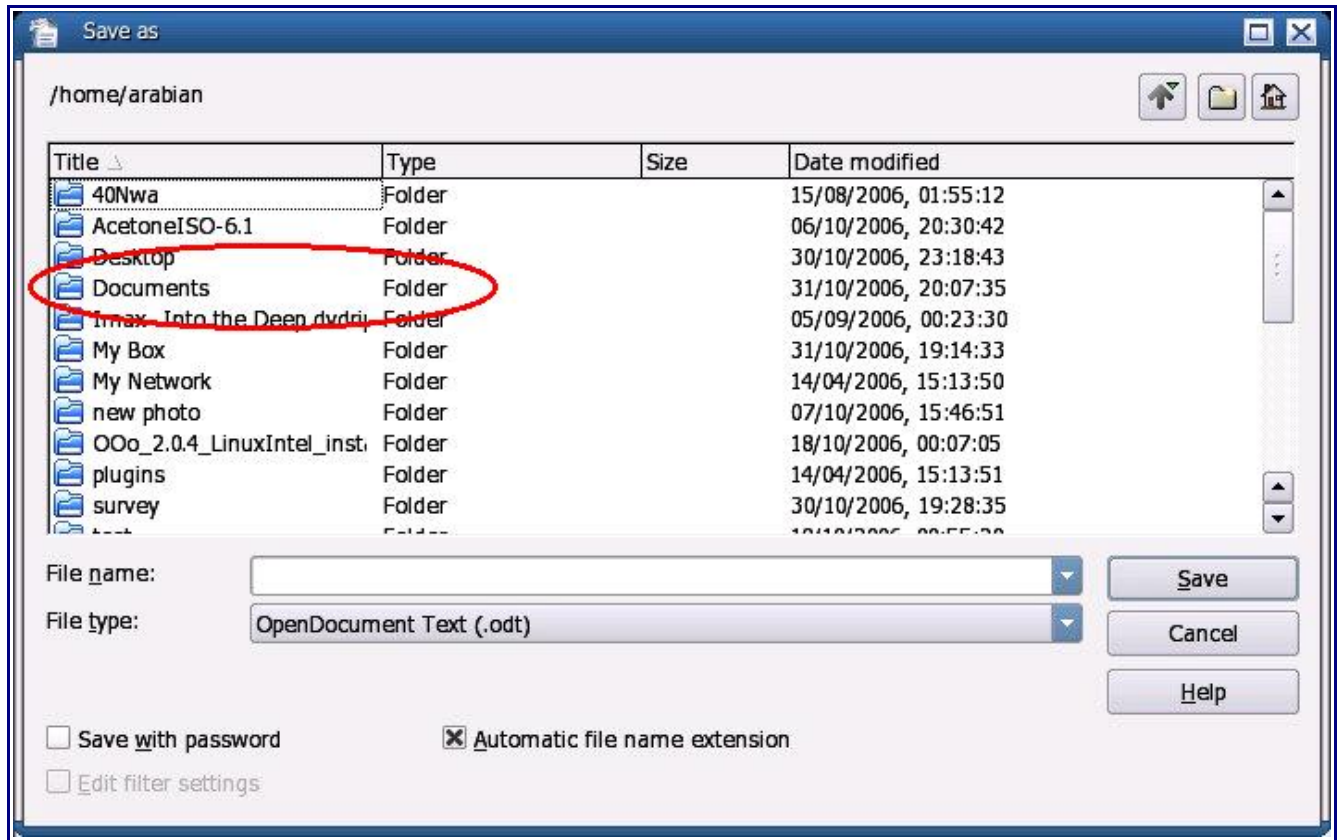 Save as
/home/arabian
Title Type Size Date modified
40Nwa Folder 15/08/2006, 01:55:12
AcetoneISO-6.1 Folder 06/10/2006, 20:30:42
Desktop Folder 30/10/2006, 23:18:43
Documents Folder 31/10/2006, 20:07:35
Imax- Into the Deep Folder 05/09/2006, 00:23:30
My Box Folder 31/10/2006, 19:14:33
My Network Folder 14/04/2006, 15:13:50
new photo Folder 07/10/2006, 15:46:51
OOo_2.0.4_LinuxIntel_inst Folder 18/10/2006, 00:07:05
plugins Folder 14/04/2006, 15:13:51
survey Folder 30/10/2006, 19:28:35
File name:
Save
File type: OpenDocument Text (.odt)
Cancel
Help
Save with password Automatic file name extension
Edit filter settings